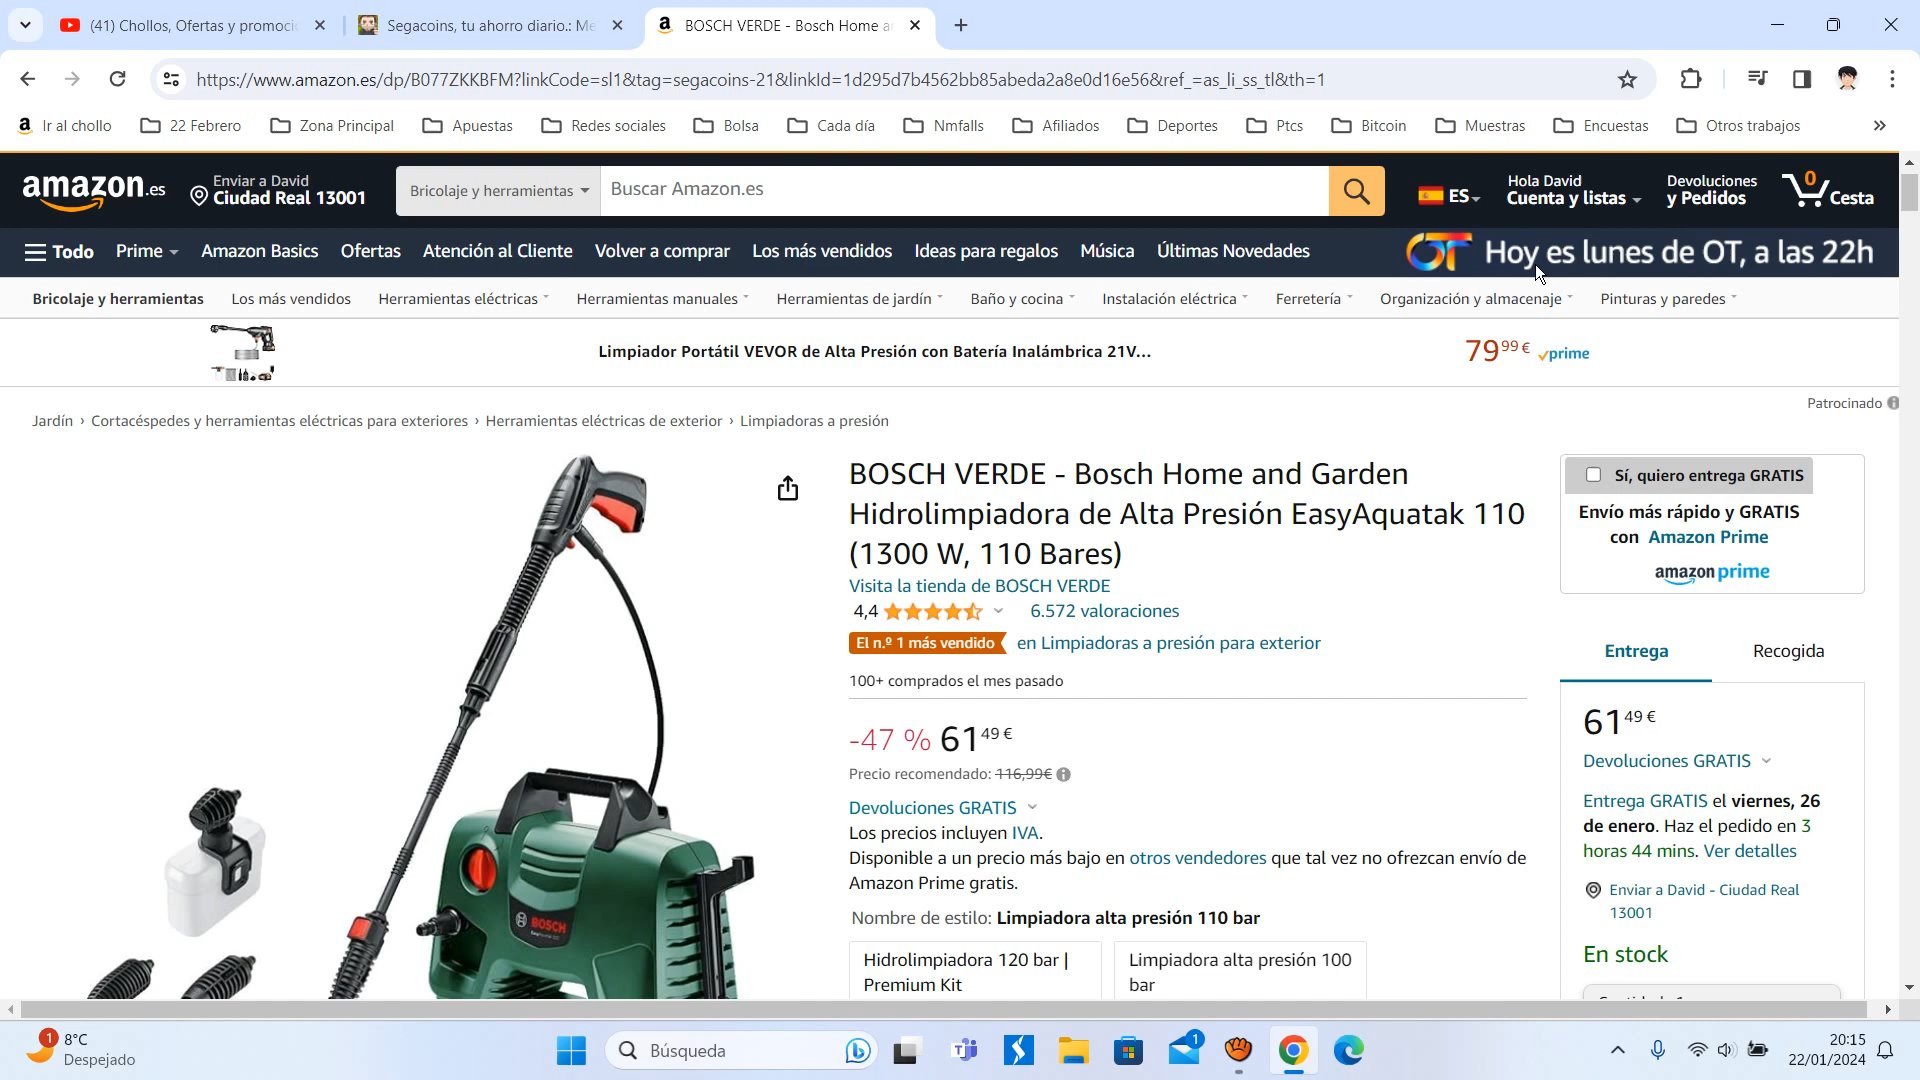 (41) Chollos, Ofertas y promoci
Segacoins, tu ahorro diario.: Me
BOSCH VERDE - Bosch Home a
https://www.amazon.es/dp/B077ZKKBFM?linkCode=sl1&tag=segacoins-21&linkId=1d295d7b4562bb85abeda2a8e0d16e56&ref_=as_li_ss_tl&th=1
Ir al chollo 22 Febrero Zona Principal Apuestas Redes sociales Bolsa Cada día Nmfalls Afiliados Deportes Ptcs Bitcoin Muestras Encuestas Otros trabajos »
amazon.es
Enviar a David
Ciudad Real 13001
Bricolaje y herramientas
Buscar Amazon.es
ES
Hola David
Cuenta y listas
Devoluciones
y Pedidos
0
Cesta
Todo Prime Amazon Basics Ofertas Atención al Cliente Volver a comprar Los más vendidos Ideas para regalos Música Últimas Novedades
OT Hoy es lunes de OT, a las 22h
Bricolaje y herramientas Los más vendidos Herramientas eléctricas Herramientas manuales Herramientas de jardín Baño y cocina Instalación eléctrica Ferretería Organización y almacenaje Pinturas y paredes
Limpiador Portátil VEVOR de Alta Presión con Batería Inalámbrica 21V...
79 99 € prime
Patrocinado
Jardín › Cortacéspedes y herramientas eléctricas para exteriores › Herramientas eléctricas de exterior › Limpiadoras a presión
BOSCH
BOSCH VERDE - Bosch Home and Garden
Hidrolimpiadora de Alta Presión EasyAquatak 110
(1300 W, 110 Bares)
Visita la tienda de BOSCH VERDE
4,4 6.572 valoraciones
El n.º 1 más vendido en Limpiadoras a presión para exterior
100+ comprados el mes pasado
-47 % 61 49 €
Precio recomendado: 116,99€
Devoluciones GRATIS
Los precios incluyen IVA.
Disponible a un precio más bajo en otros vendedores que tal vez no ofrezcan envío de
Amazon Prime gratis.
Nombre de estilo: Limpiadora alta presión 110 bar
Hidrolimpiadora 120 bar |
Premium Kit
Limpiadora alta presión 100
bar
Sí, quiero entrega GRATIS
Envío más rápido y GRATIS
con Amazon Prime
amazon prime
Entrega Recogida
61 49 €
Devoluciones GRATIS
Entrega GRATIS el viernes, 26
de enero. Haz el pedido en 3
horas 44 mins. Ver detalles
Enviar a David - Ciudad Real
13001
En stock
1
8°C
Despejado
Búsqueda
1
20:15
22/01/2024